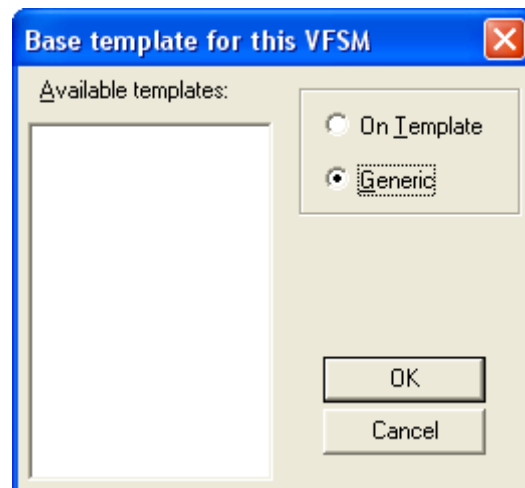 Base template for this VFSM
Available templates:
On Template
Generic
OK
Cancel